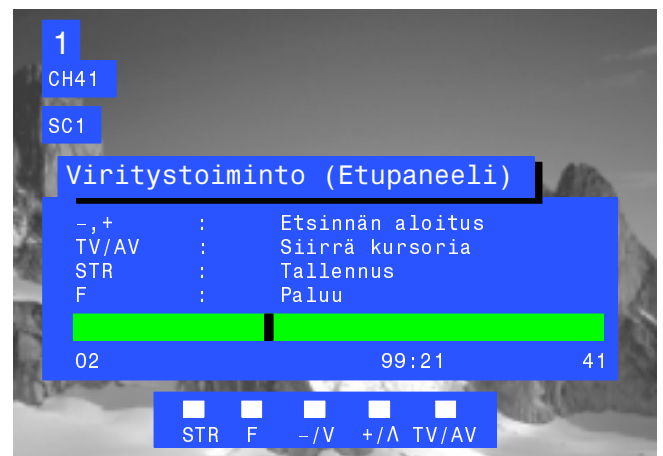 1
CH41
SC1
Viritystoiminto (Etupaneeli)
–,+ : Etsinnän aloitus
TV/AV : Siirrä kursoria
STR : Tallennus
F : Paluu
02 99:21 41
STR F –/V +/Λ TV/AV